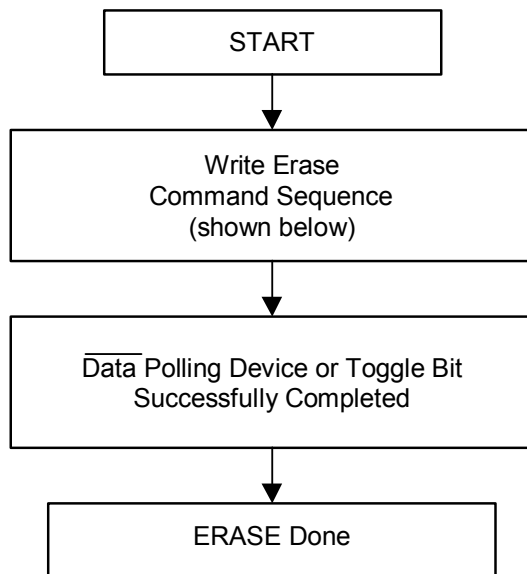 START
Write Erase
Command Sequence
(shown below)
Data Polling Device or Toggle Bit
Successfully Completed
ERASE Done